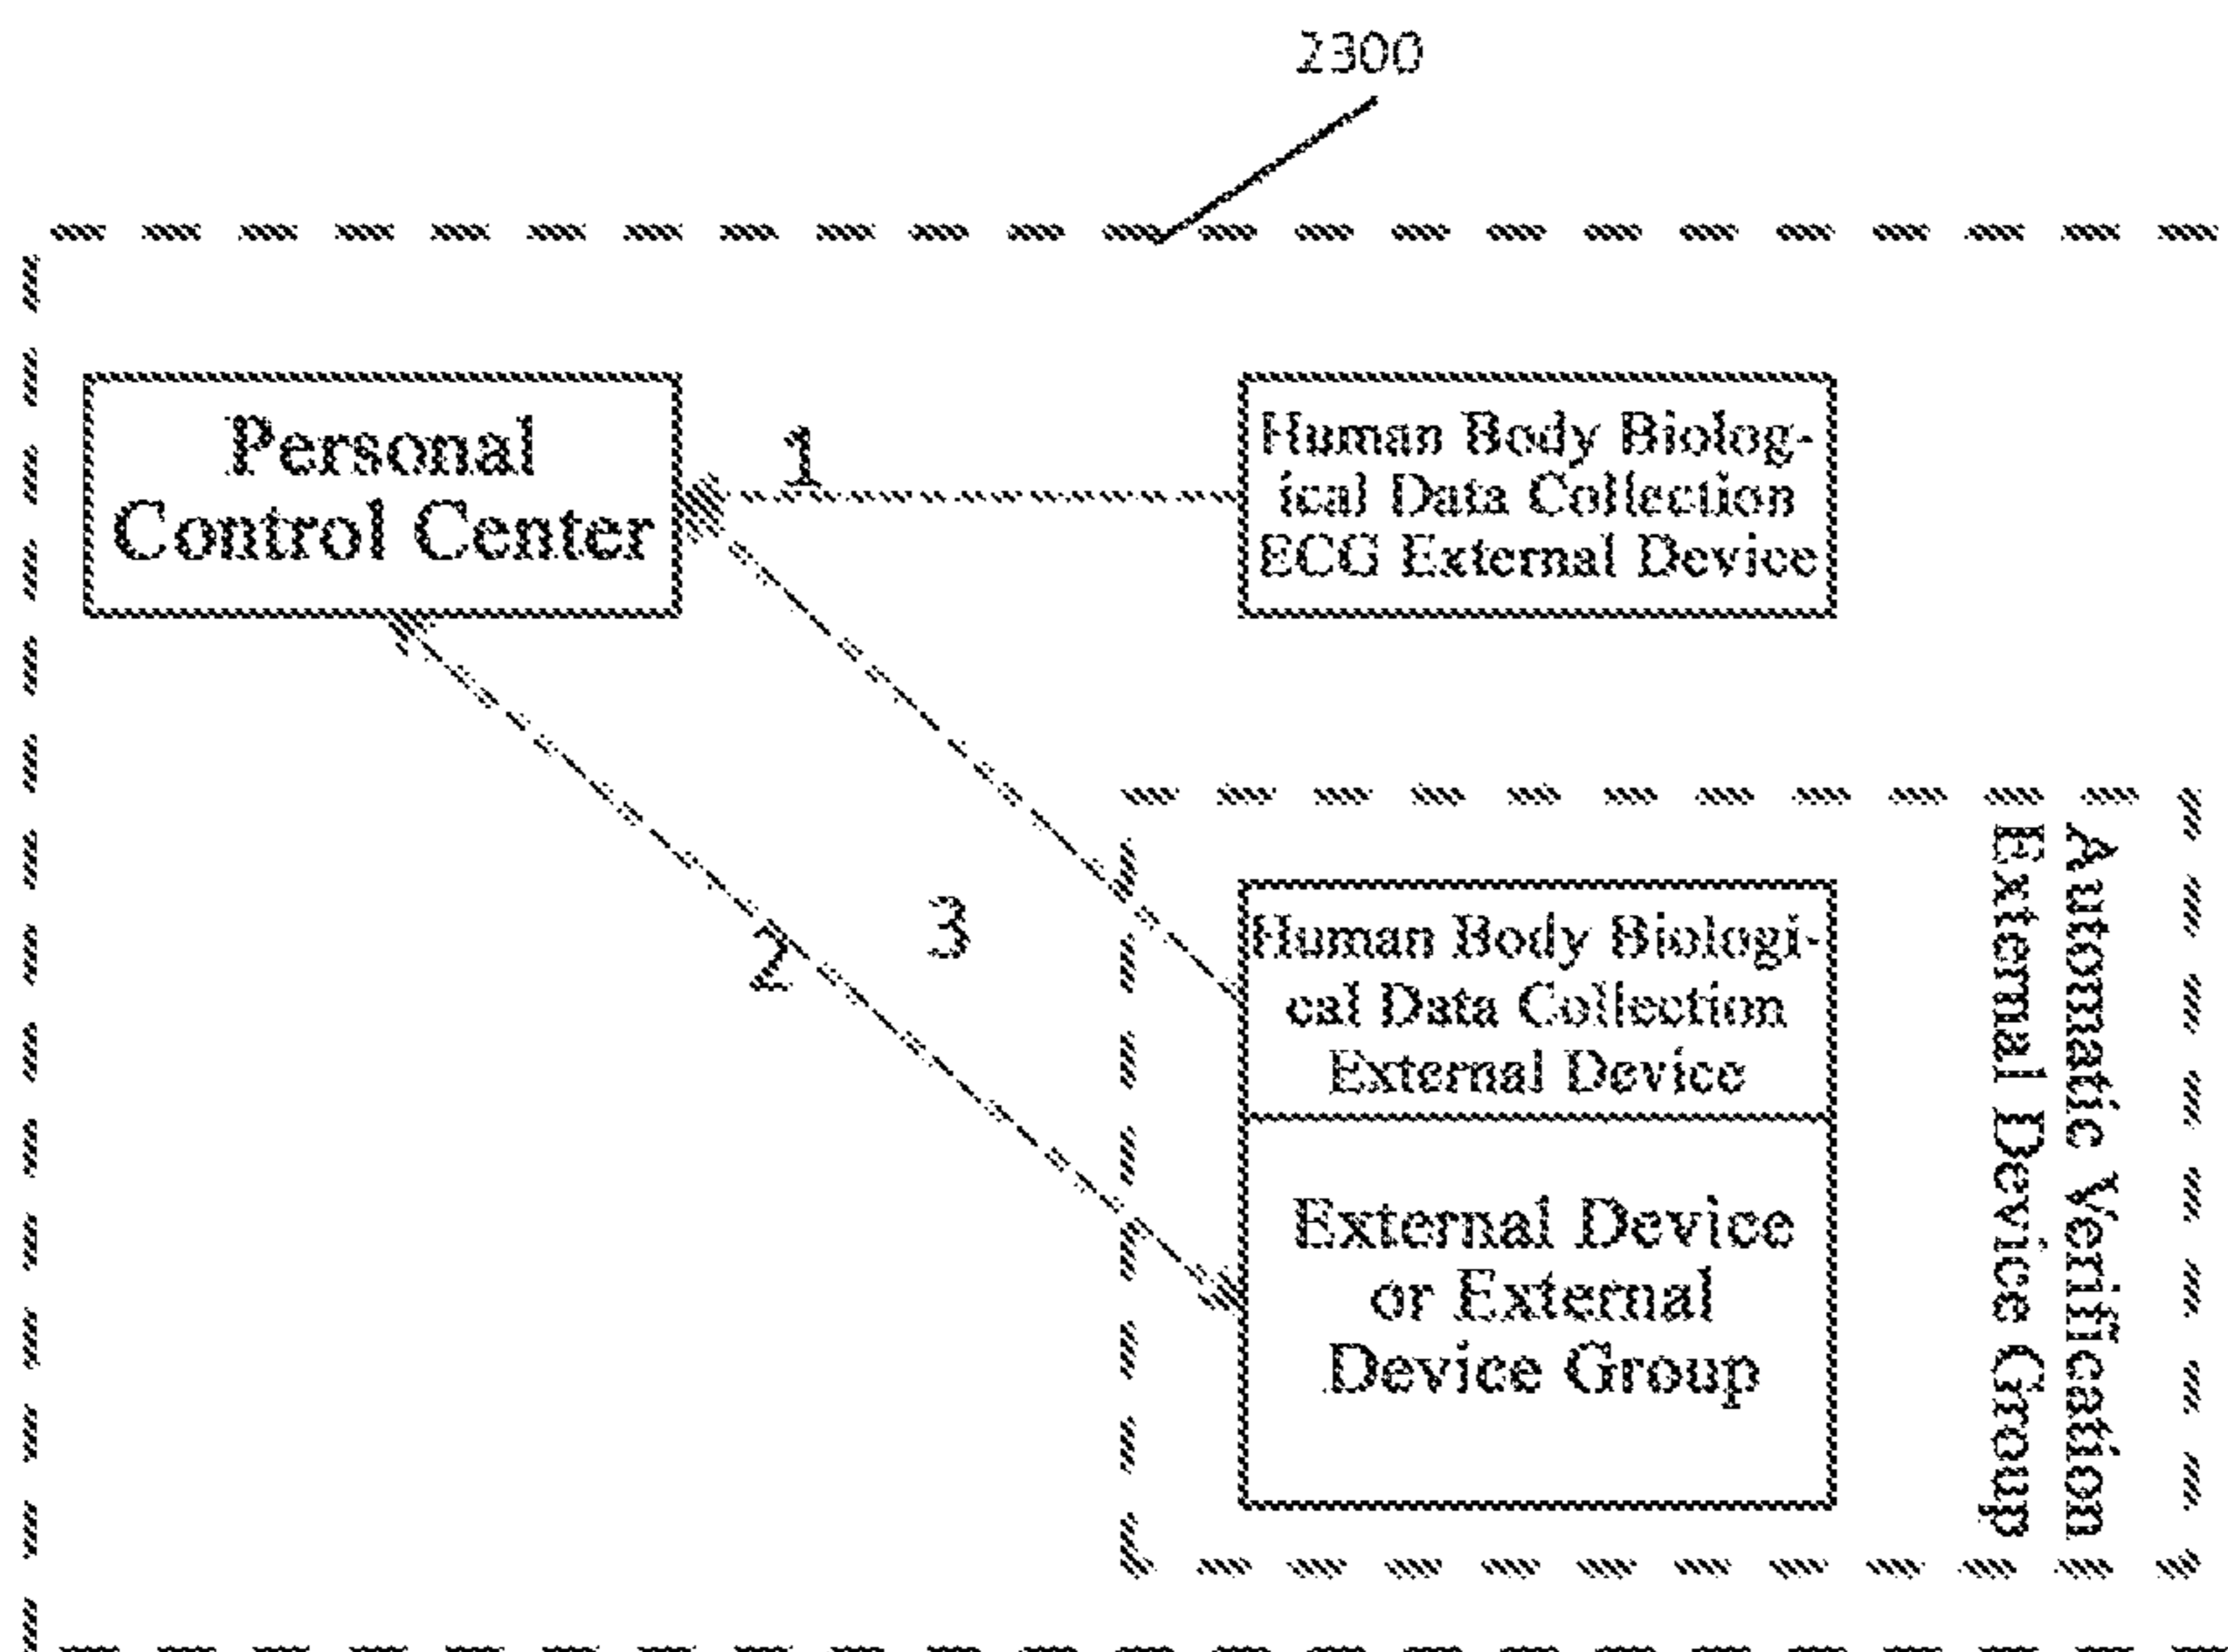 2300
Personal
Control Center
1
Human Body Biolog-
ical Data Collection
ECG External Device
3
2
Human Body Biologi-
cal Data Collection
External Device
External Device
or External
Device Group
Automatic Verification
External Device Group